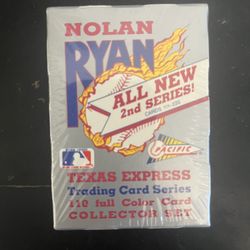 NOLAN
RYAN
ALL NEW
2nd SERIES!
CARDS 111-220
PACIFIC
TEXAS EXPRESS
Trading Card Series
110 full Color Card
COLLECTOR SET